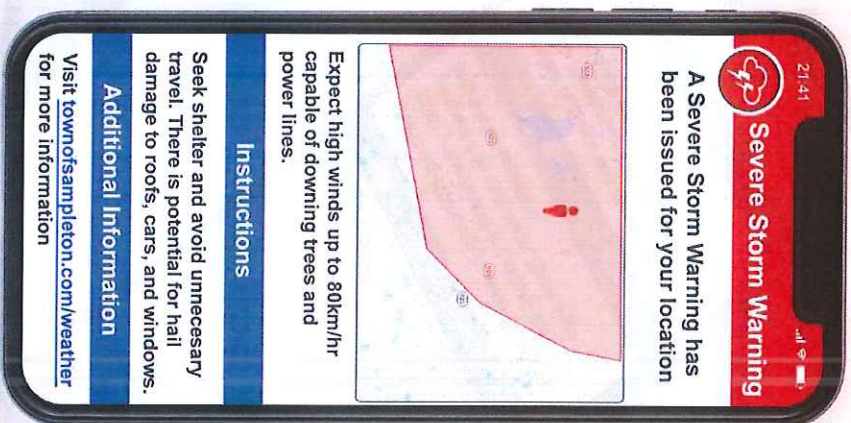 21:41
Severe Storm Warning
A Severe Storm Warning has
been issued for your location
Expect high winds up to 80km/hr
capable of downing trees and
power lines.
Instructions
Seek shelter and avoid unnecesary
travel. There is potential for hail
damage to roofs, cars, and windows.
Additional Information
Visit townofsampleton.com/weather
for more information